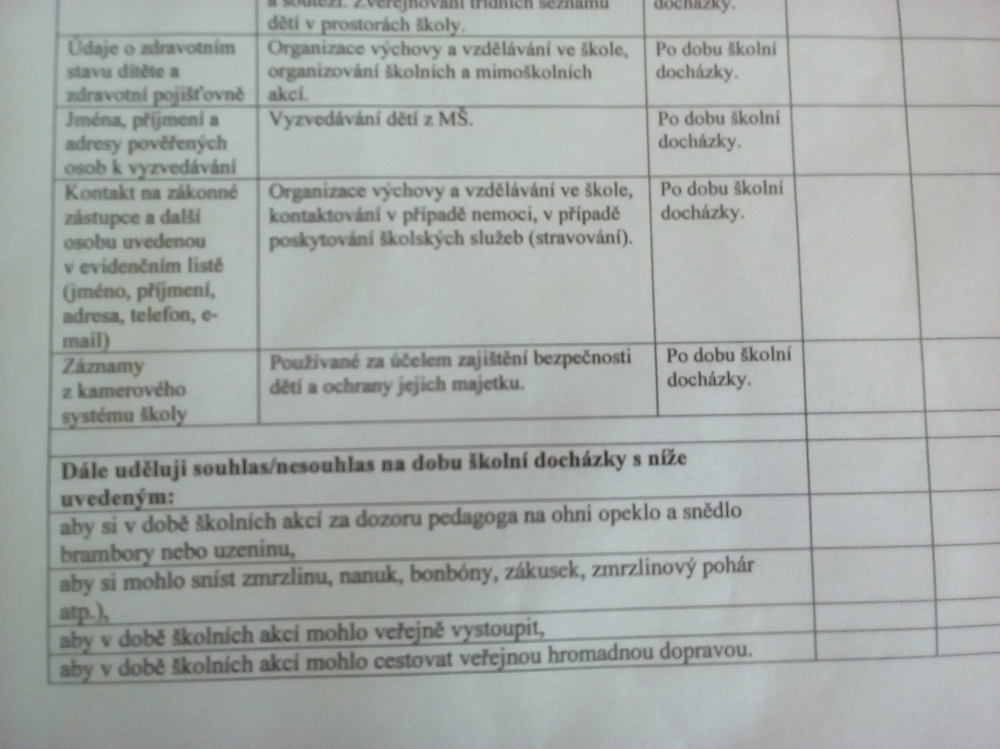 a soutěží. Zveřejňování třídních seznamů
dětí v prostorách školy.
docházky.
Údaje o zdravotním
stavu dítěte a
zdravotní pojišťovně
Organizace výchovy a vzdělávání ve škole,
organizování školních a mimoškolních
akcí.
Po dobu školní
docházky.
Jména, příjmení a
adresy pověřených
osob k vyzvedávání
Vyzvedávání dětí z MŠ.
Po dobu školní
docházky.
Kontakt na zákonné
zástupce a další
osobu uvedenou
v evidenčním listě
(jméno, příjmení,
adresa, telefon, e-
mail)
Organizace výchovy a vzdělávání ve škole,
kontaktování v případě nemoci, v případě
poskytování školských služeb (stravování).
Po dobu školní
docházky.
Záznamy
z kamerového
systému školy
Používané za účelem zajištění bezpečnosti
dětí a ochrany jejich majetku.
Po dobu školní
docházky.
Dále uděluji souhlas/nesouhlas na dobu školní docházky s níže
uvedeným:
aby si v době školních akcí za dozoru pedagoga na ohni opeklo a snědlo
brambory nebo uzeninu,
aby si mohlo sníst zmrzlinu, nanuk, bonbóny, zákusek, zmrzlinový pohár
atp.),
aby v době školních akcí mohlo veřejně vystoupit,
aby v době školních akcí mohlo cestovat veřejnou hromadnou dopravou.